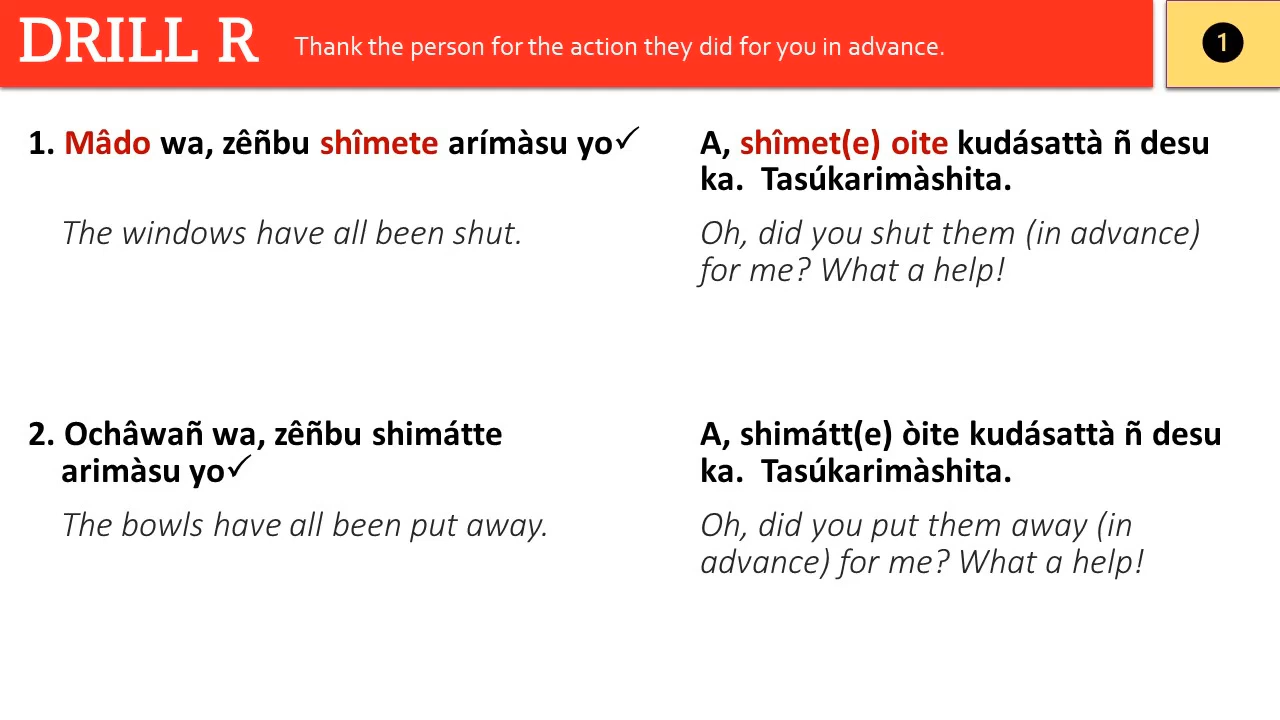 DRILL R
Thank the person for the action they did for you in advance.
1
1. Mâdo wa, zêñbu shîmete arímàsu yo✓
The windows have all been shut.
A, shîmet(e) oite kudásattà ñ desu
ka. Tasúkarimàshita.
Oh, did you shut them (in advance)
for me? What a help!
2. Ochâwañ wa, zêñbu shimátte
arimàsu yo✓
The bowls have all been put away.
A, shimátt(e) òite kudásattà ñ desu
ka. Tasúkarimàshita.
Oh, did you put them away (in
advance) for me? What a help!